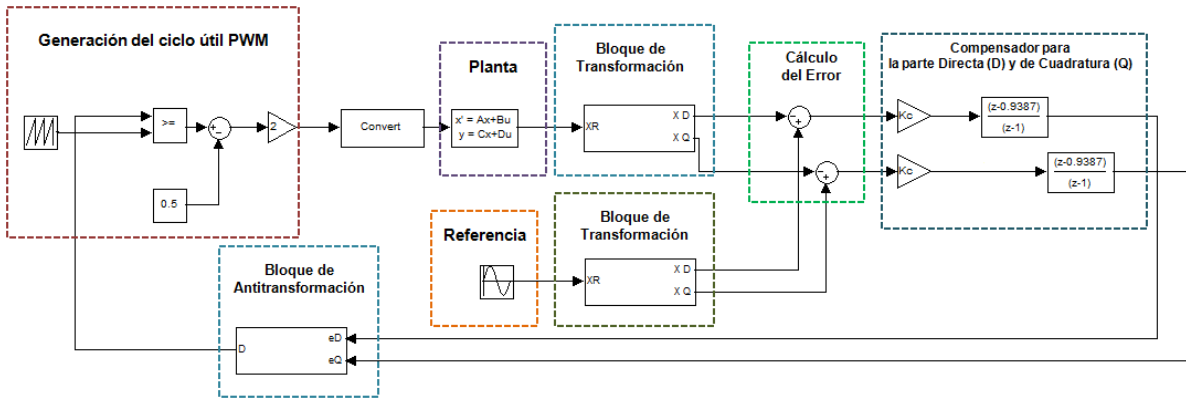 Generación del ciclo útil PWM
>=
+
-
2
0.5
Convert
Planta
x' = Ax+Bu
y = Cx+Du
Bloque de
Transformación
XR
X D
X Q
Cálculo
del Error
-
+
-
+
Compensador para
la parte Directa (D) y de Cuadratura (Q)
Kc
(z-0.9387)
(z-1)
Kc
(z-0.9387)
(z-1)
Referencia
Bloque de
Transformación
XR
X D
X Q
Bloque de
Antitransformación
D
eD
eQ